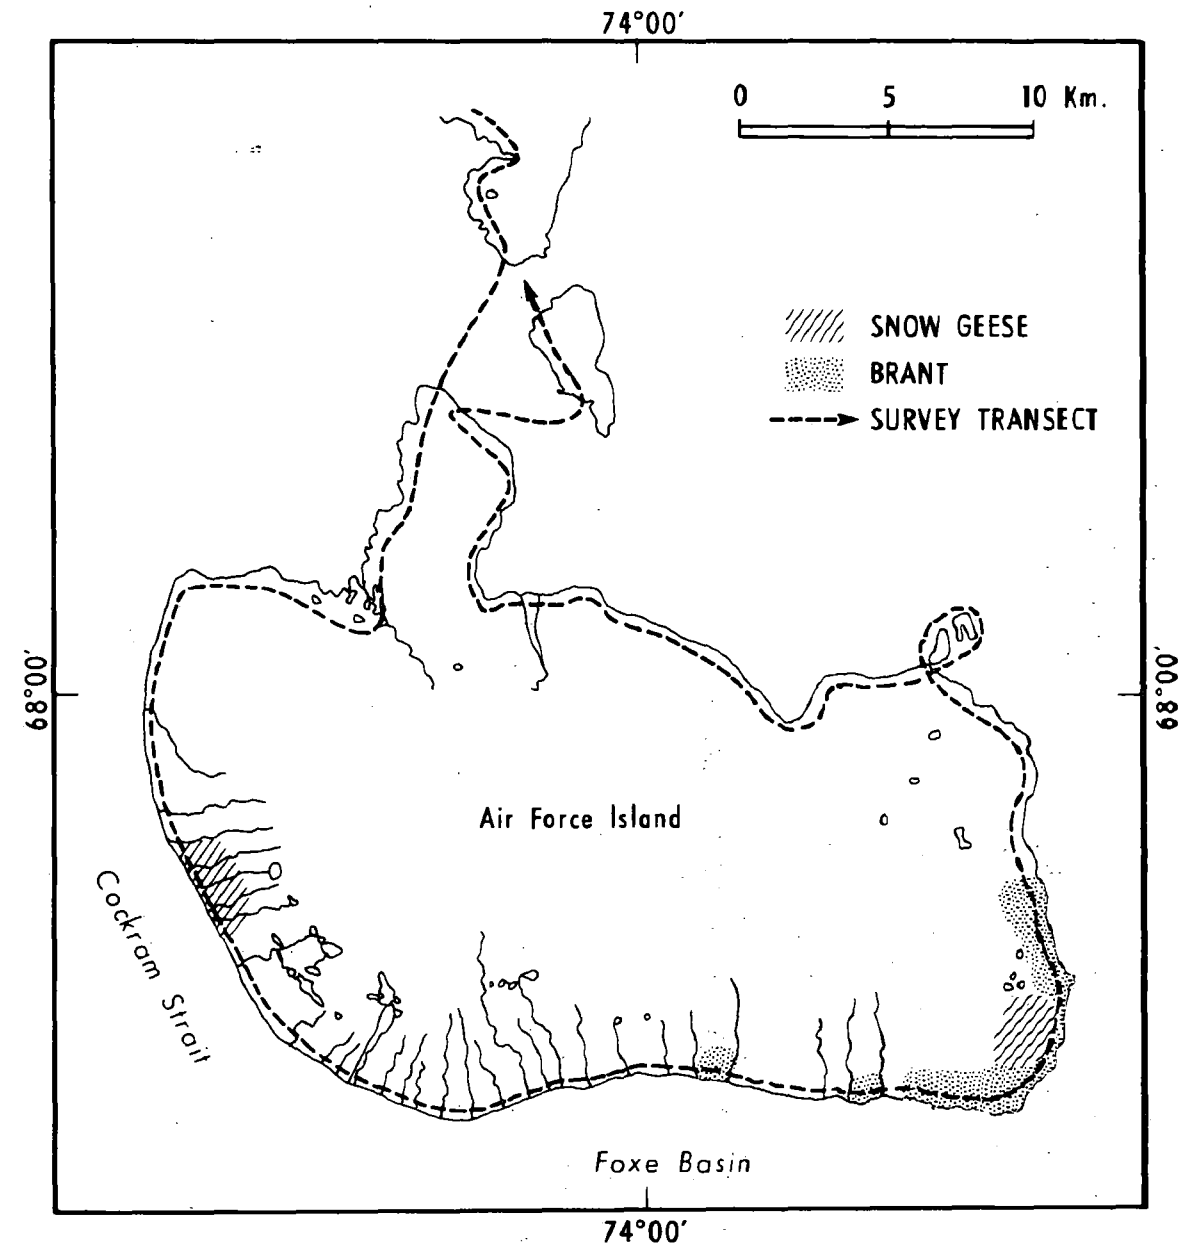 74°00'
0 5 10 Km.
SNOW GEESE
BRANT
SURVEY TRANSECT
68°00'
68°00'
Air Force Island
Cockram Strait
Foxe Basin
74°00'